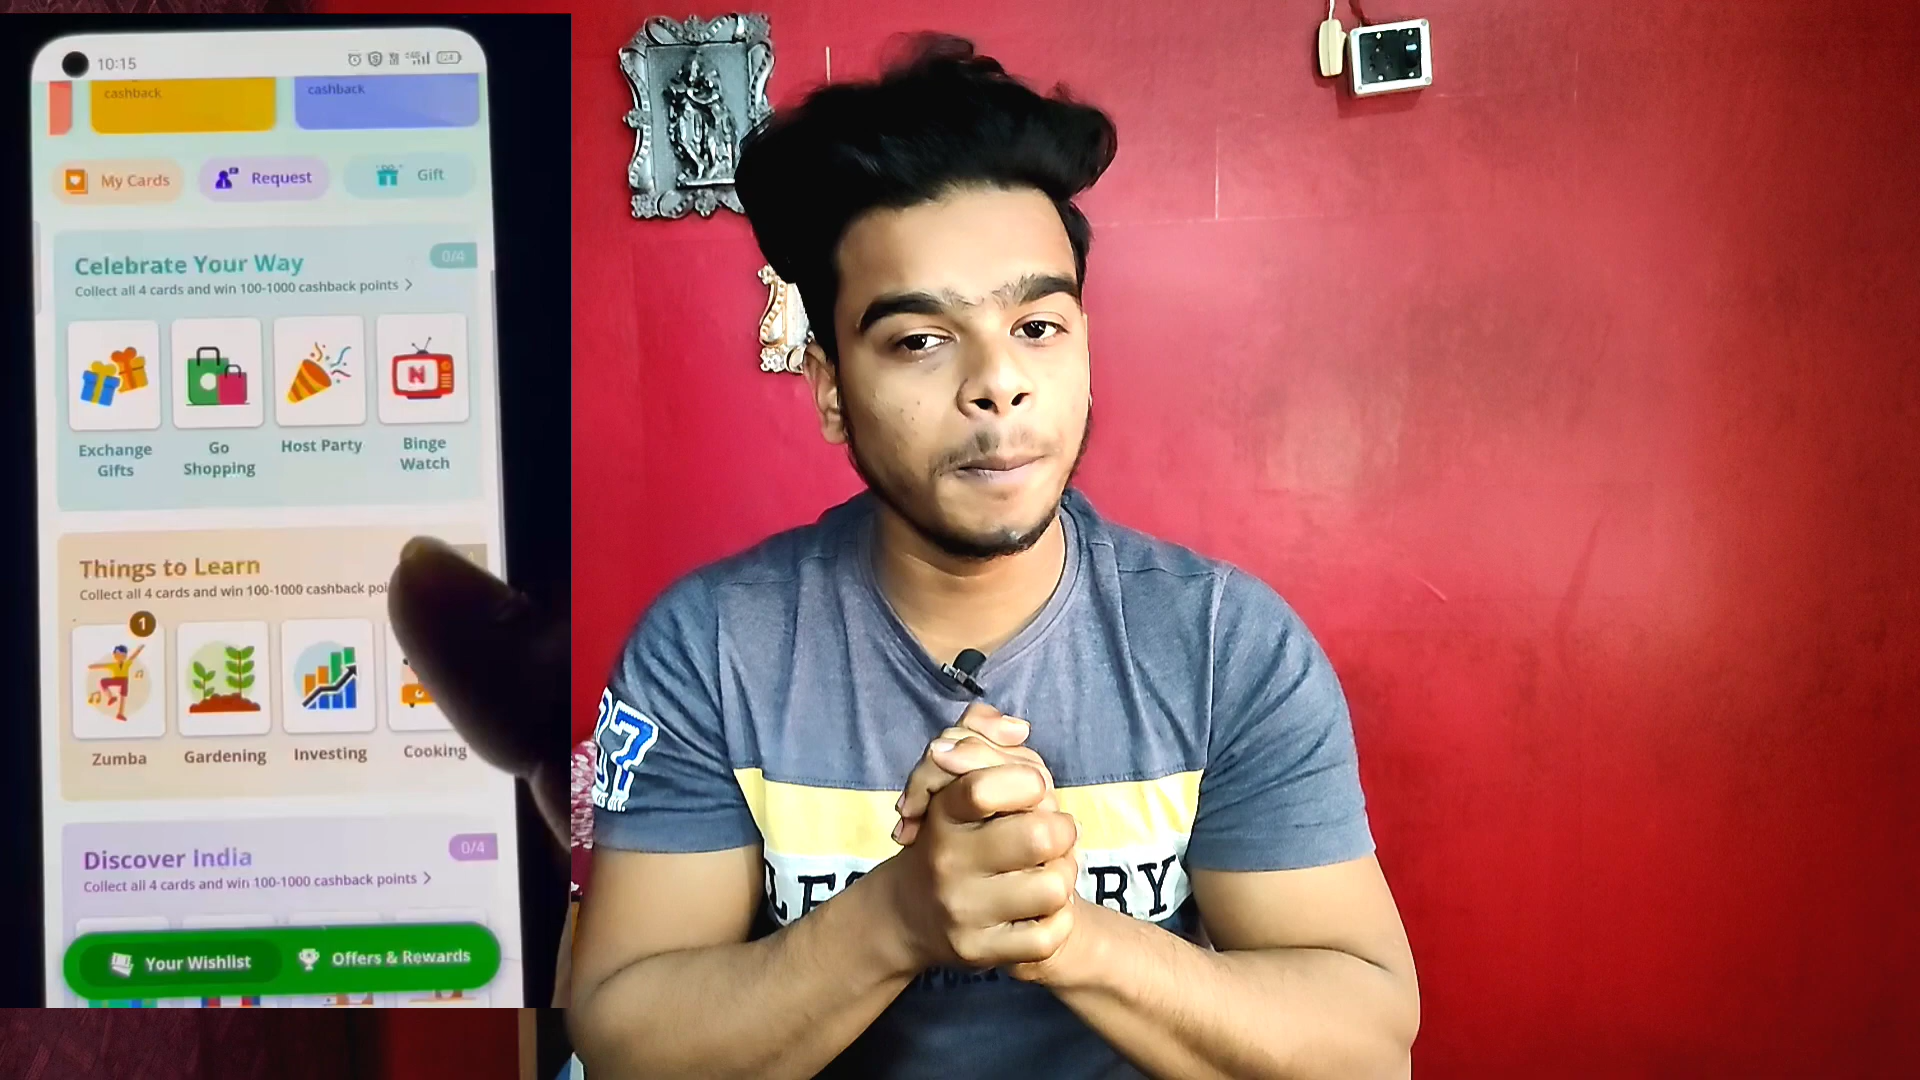 10:15
cashback
cashback
My Cards
Request
Gift
Celebrate Your Way
0/4
Collect all 4 cards and win 100-1000 cashback points >
Exchange Gifts
Go Shopping
Host Party
N
Binge Watch
Things to Learn
Collect all 4 cards and win 100-1000 cashback
1
Zumba
Gardening
Investing
Cooking
Discover India
0/4
Collect all 4 cards and win 100-1000 cashback points >
Your Wishlist
Offers & Rewards
37
RY